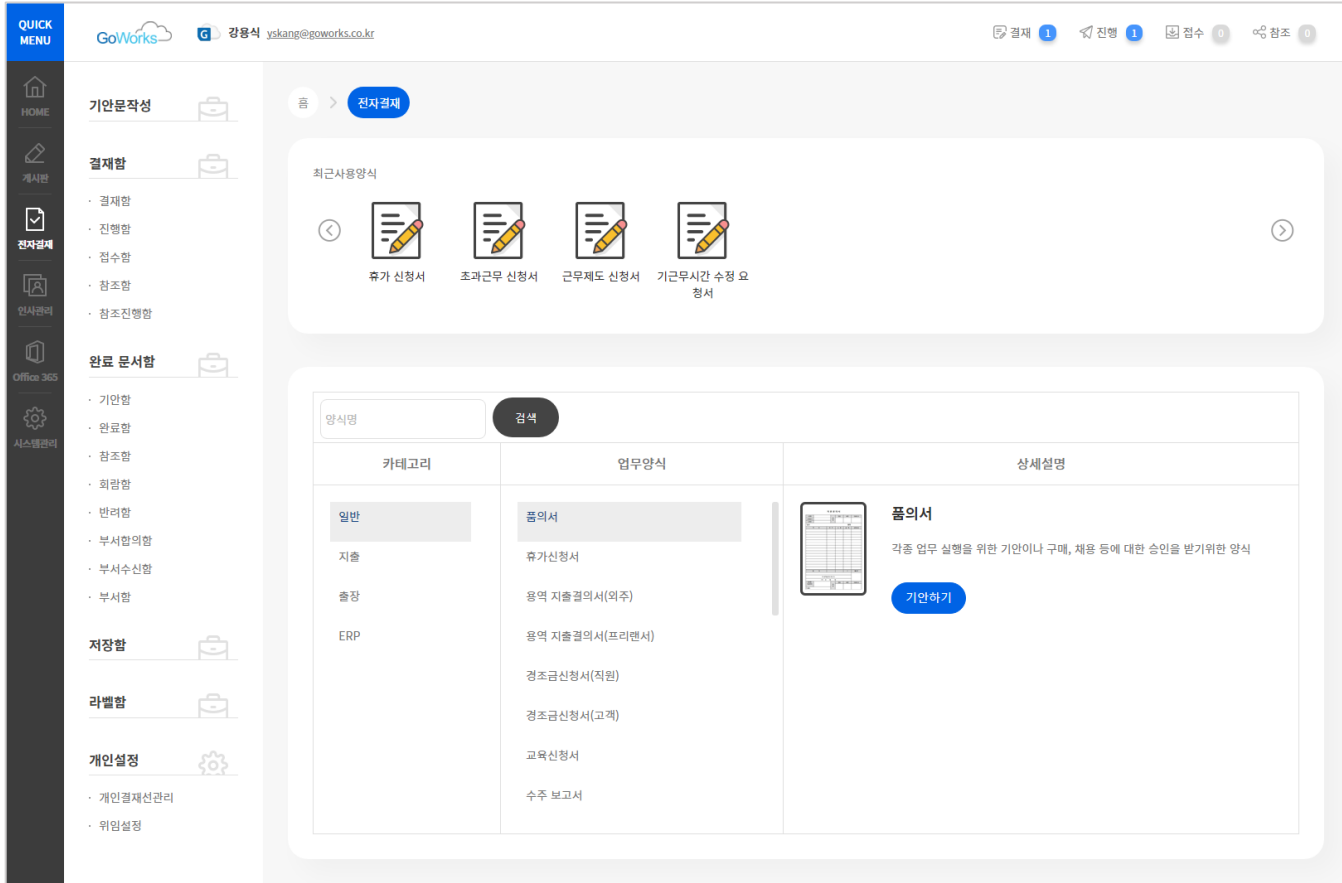 QUICK
MENU
GoWorks
G
강용식 yskang@goworks.co.kr
결재 1
진행 1
접수 0
참조 0
HOME
게시판
전자결재
인사관리
Office 365
시스템관리
기안문작성
결재함
· 결재함
· 진행함
· 접수함
· 참조함
· 참조진행함
완료 문서함
· 기안함
· 완료함
· 참조함
· 회람함
· 반려함
· 부서합의함
· 부서수신함
· 부서함
저장함
라벨함
개인설정
· 개인결재선관리
· 위임설정
홈 > 전자결재
최근사용양식
휴가 신청서
초과근무 신청서
근무제도 신청서
기근무시간 수정 요
청서
양식명
검색
카테고리
업무양식
상세설명
일반
지출
출장
ERP
품의서
휴가신청서
용역 지출결의서(외주)
용역 지출결의서(프리랜서)
경조금신청서(직원)
경조금신청서(고객)
교육신청서
수주 보고서
품의서
각종 업무 실행을 위한 기안이나 구매, 채용 등에 대한 승인을 받기위한 양식
기안하기